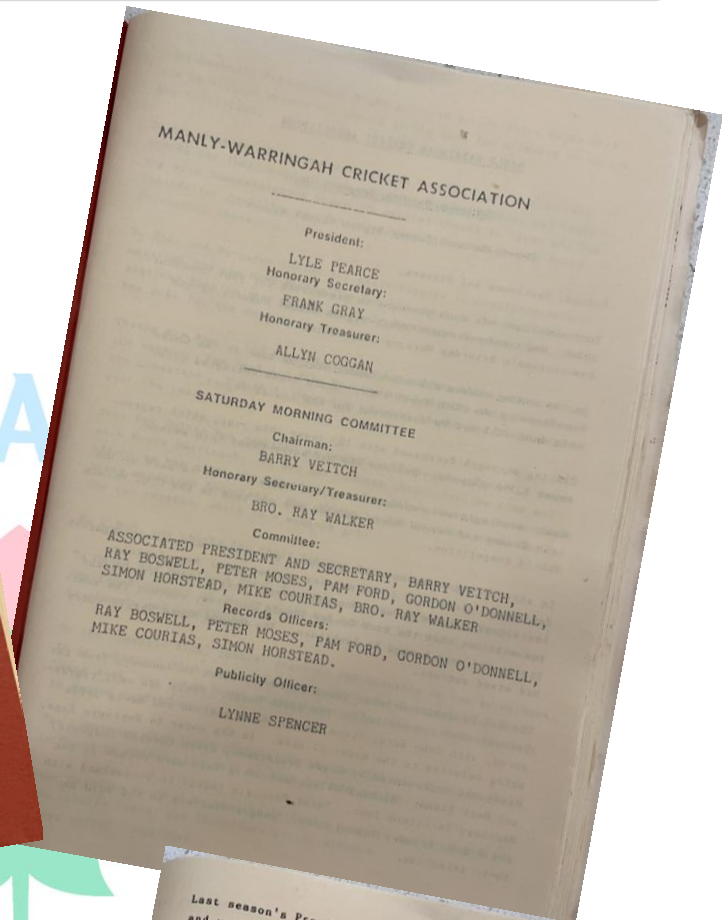 MANLY-WARRINGAH CRICKET ASSOCIATION
President:
LYLE PEARCE
Honorary Secretary:
FRANK GRAY
Honorary Treasurer:
ALLYN COGGAN
SATURDAY MORNING COMMITTEE
Chairman:
BARRY VEITCH
Honorary Secretary/Treasurer:
BRO. RAY WALKER
Committee:
ASSOCIATED PRESIDENT AND SECRETARY, BARRY VEITCH,
RAY BOSWELL, PETER MOSES, PAM FORD, GORDON O'DONNELL,
SIMON HORSTEAD, MIKE COURIAS, BRO. RAY WALKER
Records Officers:
RAY BOSWELL, PETER MOSES, PAM FORD, GORDON O'DONNELL,
MIKE COURIAS, SIMON HORSTEAD.
Publicity Officer:
LYNNE SPENCER
A
Last season's
and